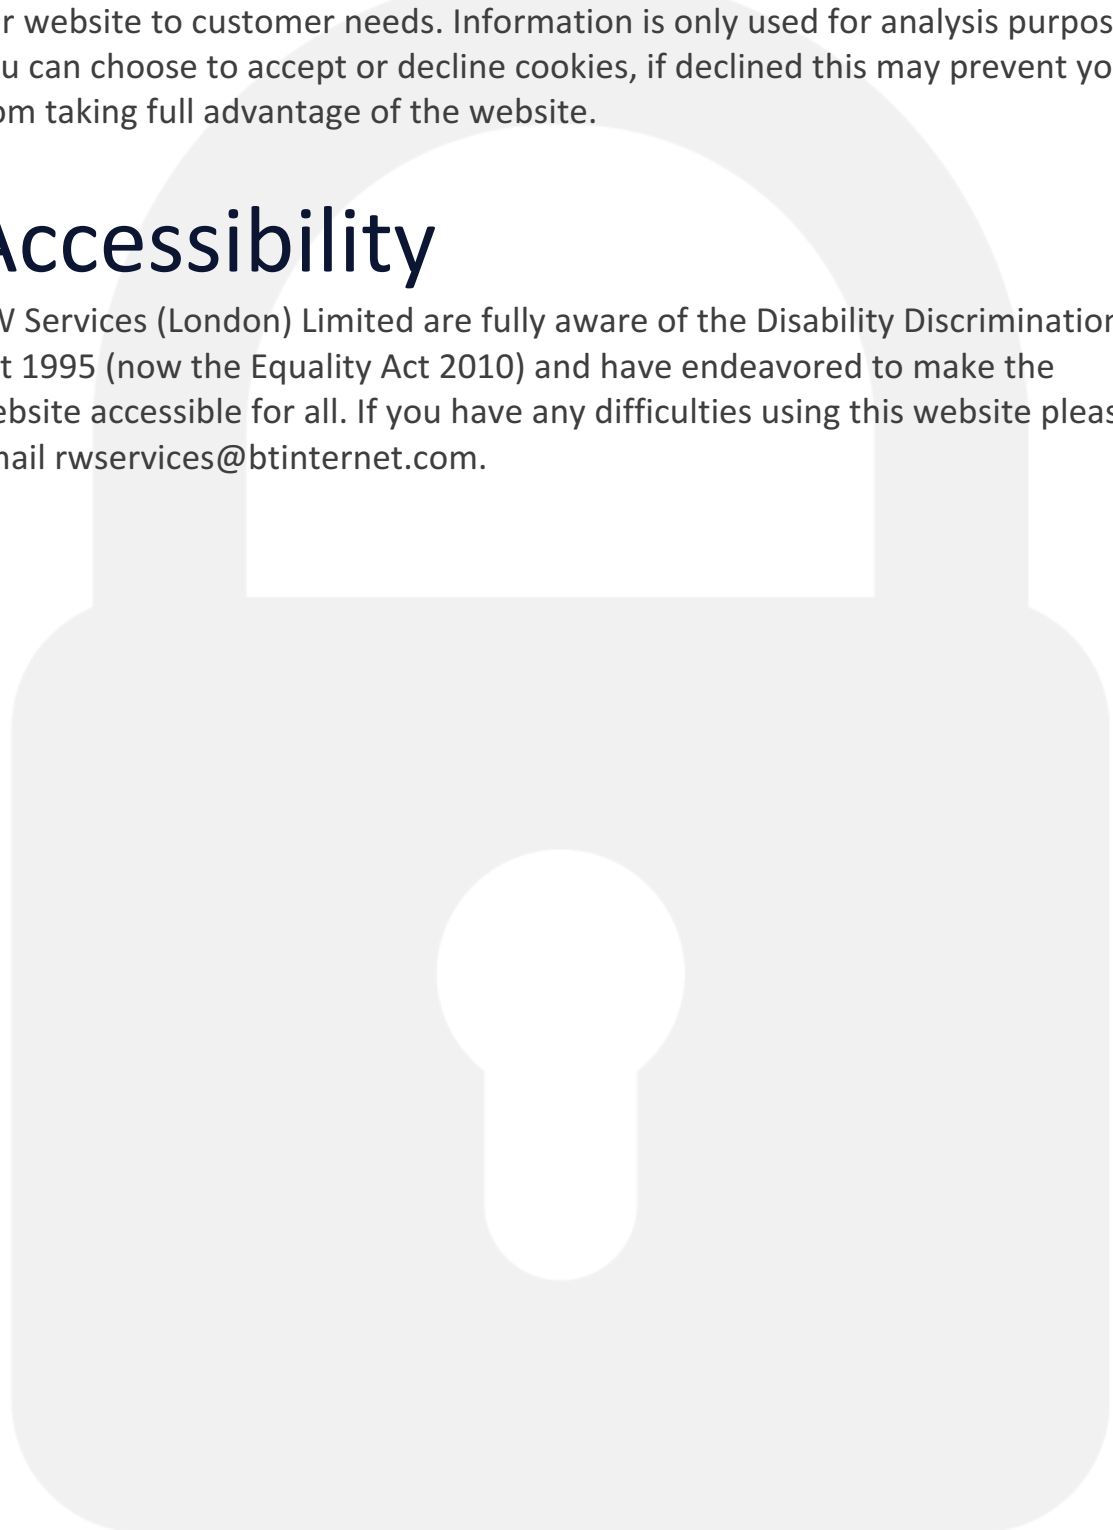 r website to customer needs. Information is only used for analysis purpos
u can choose to accept or decline cookies, if declined this may prevent yo
om taking full advantage of the website.
Accessibility
W Services (London) Limited are fully aware of the Disability Discrimination
t 1995 (now the Equality Act 2010) and have endeavored to make the
ebsite accessible for all. If you have any difficulties using this website pleas
nail rwservices@btinternet.com.